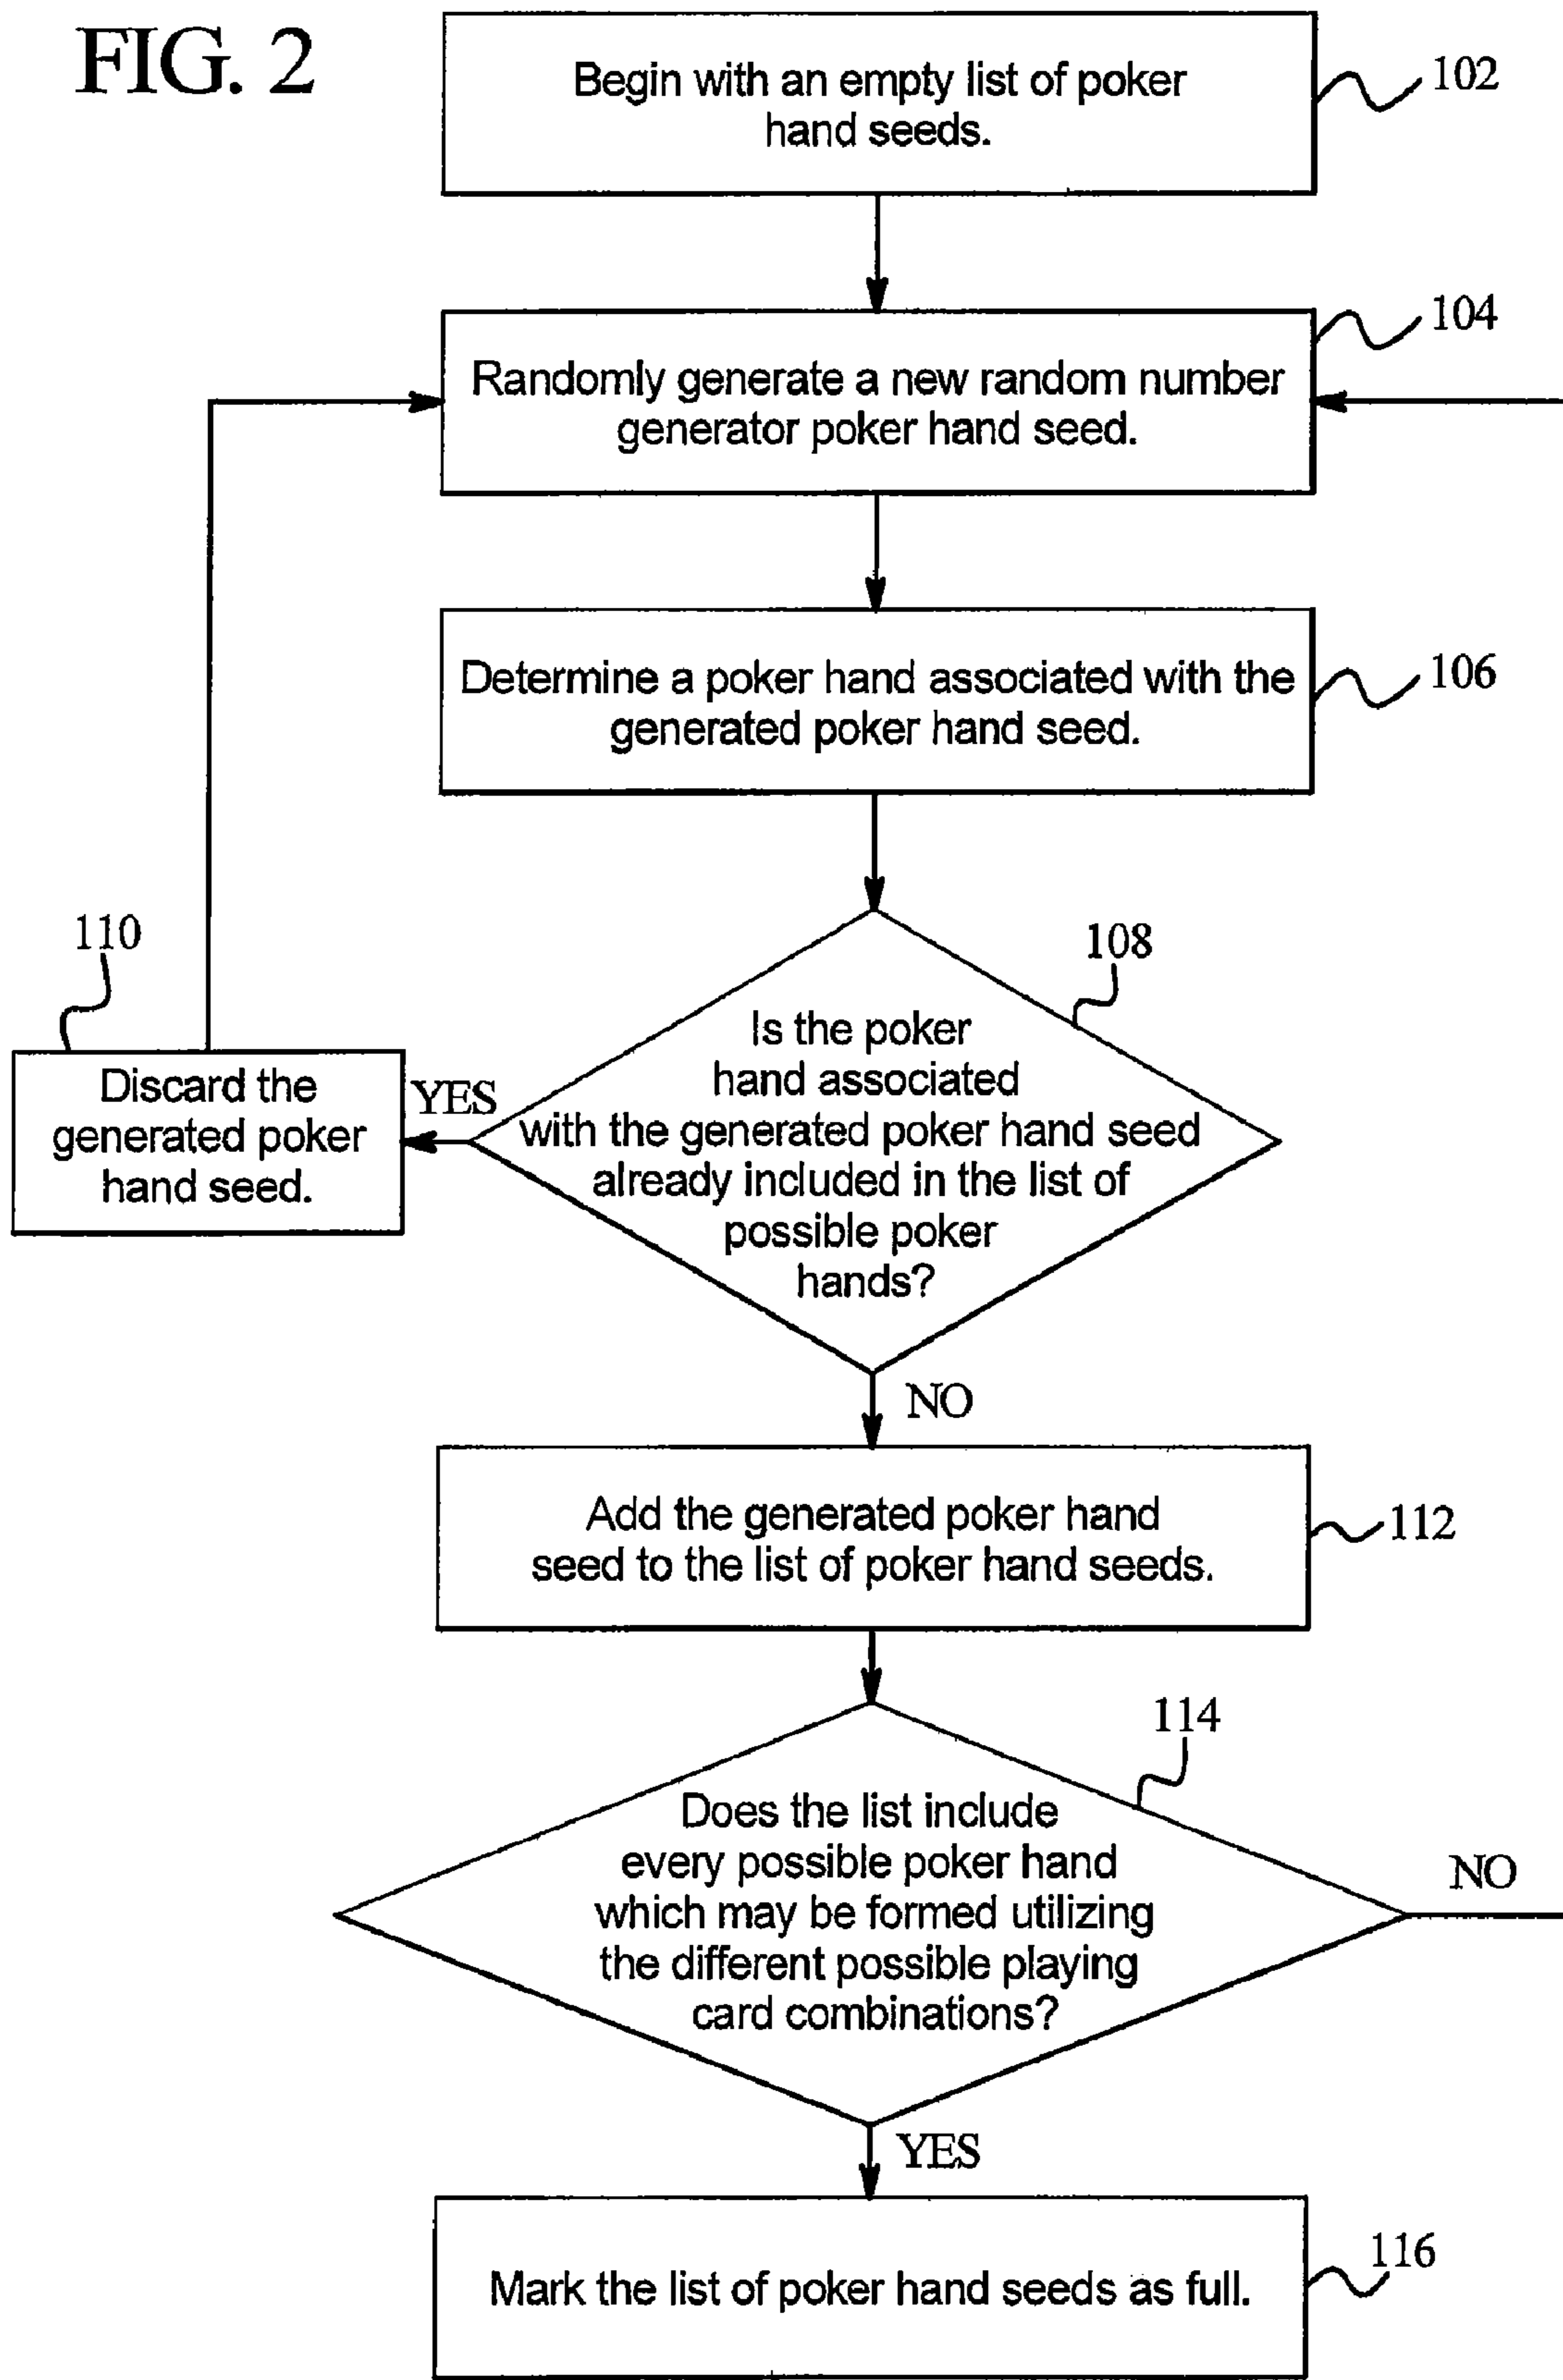 FIG. 2
Begin with an empty list of poker
hand seeds.
102
104
Randomly generate a new random number
generator poker hand seed.
Determine a poker hand associated with the
generated poker hand seed.
106
110
108
Is the poker
hand associated
with the generated poker hand seed
already included in the list of
possible poker
hands?
YES
Discard the
generated poker
hand seed.
NO
Add the generated poker hand
seed to the list of poker hand seeds.
112
114
Does the list include
every possible poker hand
which may be formed utilizing
the different possible playing
card combinations?
NO
YES
Mark the list of poker hand seeds as full.
116